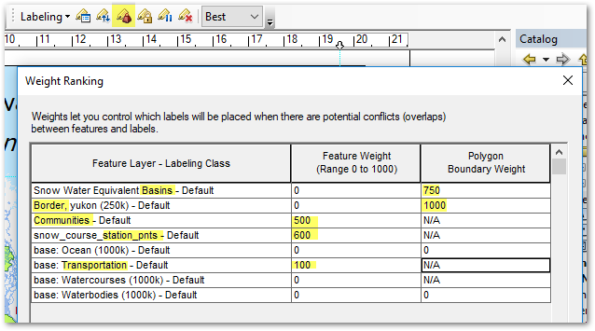 Labeling Best
10, 11, 12, 13, 14, 15, 16, 17, 18, 19, 20, 21,
Catalog
Weight Ranking
Weights let you control which labels will be placed when there are potential conflicts (overlaps)
between features and labels.
Feature Layer - Labeling Class Feature Weight (Range 0 to 1000) Polygon Boundary Weight
Snow Water Equivalent Basins - Default 0 750
Border, yukon (250k) - Default 0 1000
Communities - Default 500 N/A
snow_course_station_pnts - Default 600 N/A
base: Ocean (1000k) - Default 0 0
base: Transportation - Default 100 N/A
base: Watercourses (1000k) - Default 0 N/A
base: Waterbodies (1000k) - Default 0 0